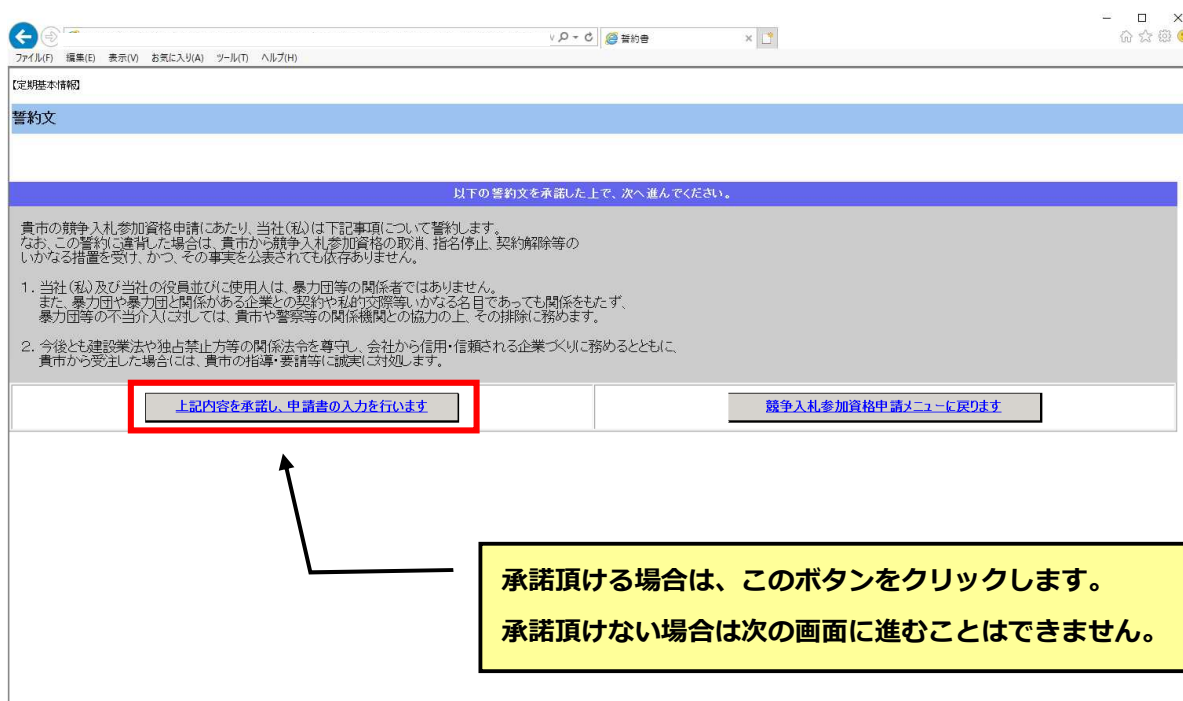 誓約書
ファイル(F) 編集(E) 表示(V) お気に入り(A) ツール(T) ヘルプ(H)
【定期基本情報】
誓約文
以下の誓約文を承諾した上で、次へ進んでください。
貴市の競争入札参加資格申請にあたり、当社(私)は下記事項について誓約します。
なお、この誓約に違背した場合は、貴市から競争入札参加資格の取消、指名停止、契約解除等の
いかなる措置を受け、かつ、その事実を公表されても依存ありません。
1. 当社(私)及び当社の役員並びに使用人は、暴力団等の関係者ではありません。
また、暴力団や暴力団と関係がある企業との契約や私的交際等いかなる名目であっても関係をもたず、
暴力団等の不当介入に対しては、貴市や警察等の関係機関との協力の上、その排除に務めます。
2. 今後とも建設業法や独占禁止方等の関係法令を尊守し、会社から信用・信頼される企業づくりに務めるとともに、
貴市から受注した場合には、貴市の指導・要請等に誠実に対処します。
上記内容を承諾し、申請書の入力を行います
競争入札参加資格申請メニューに戻ります
承諾頂ける場合は、このボタンをクリックします。
承諾頂けない場合は次の画面に進むことはできません。